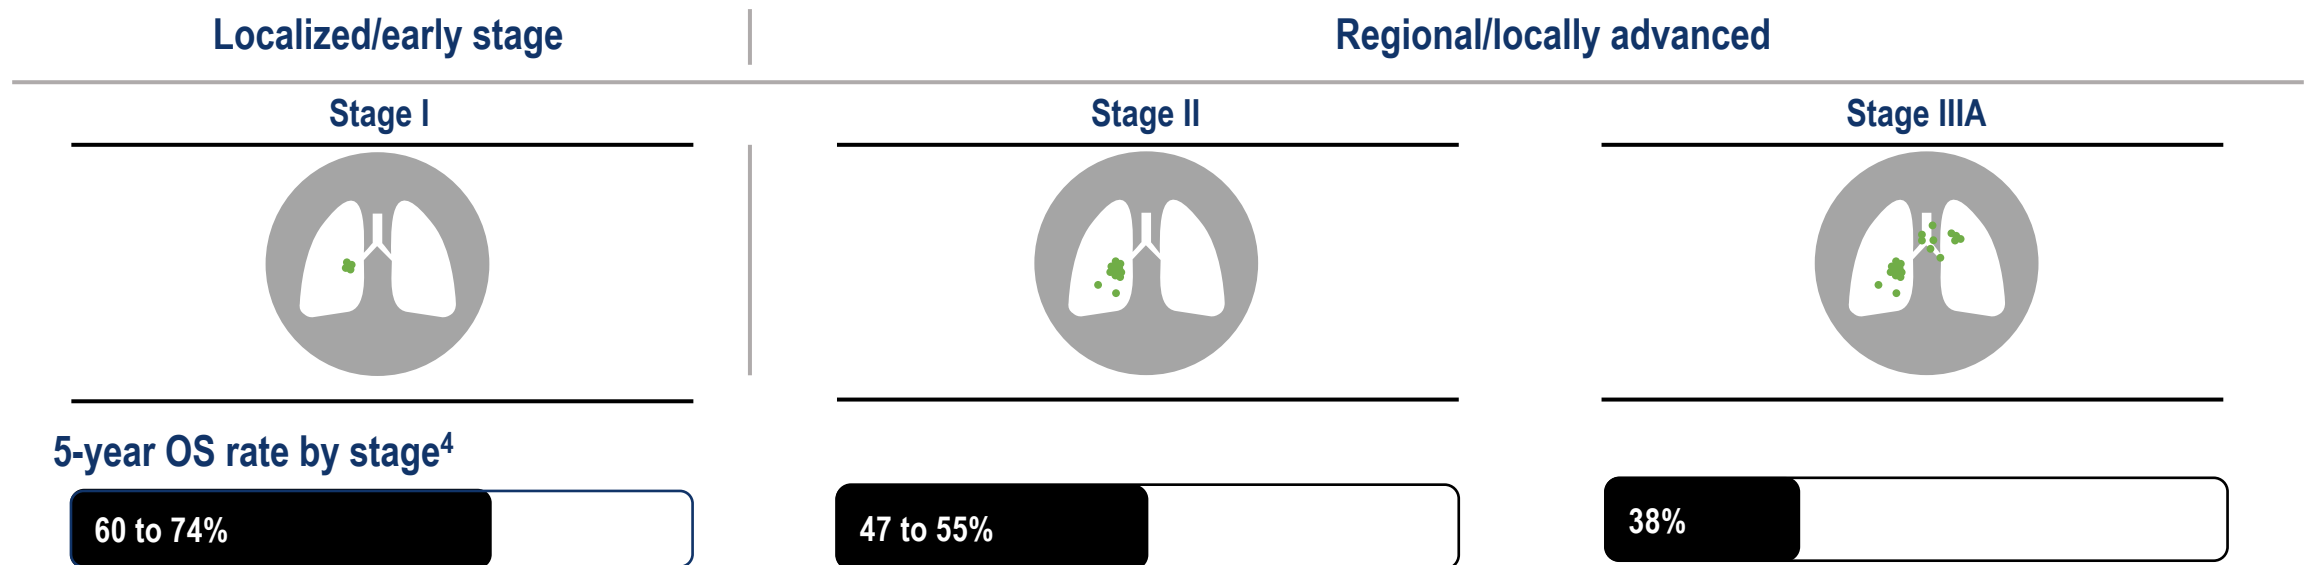 Localized/early stage
Regional/locally advanced
Stage I
Stage II
Stage IIIA
5-year OS rate by stage⁴
60 to 74%
47 to 55%
38%